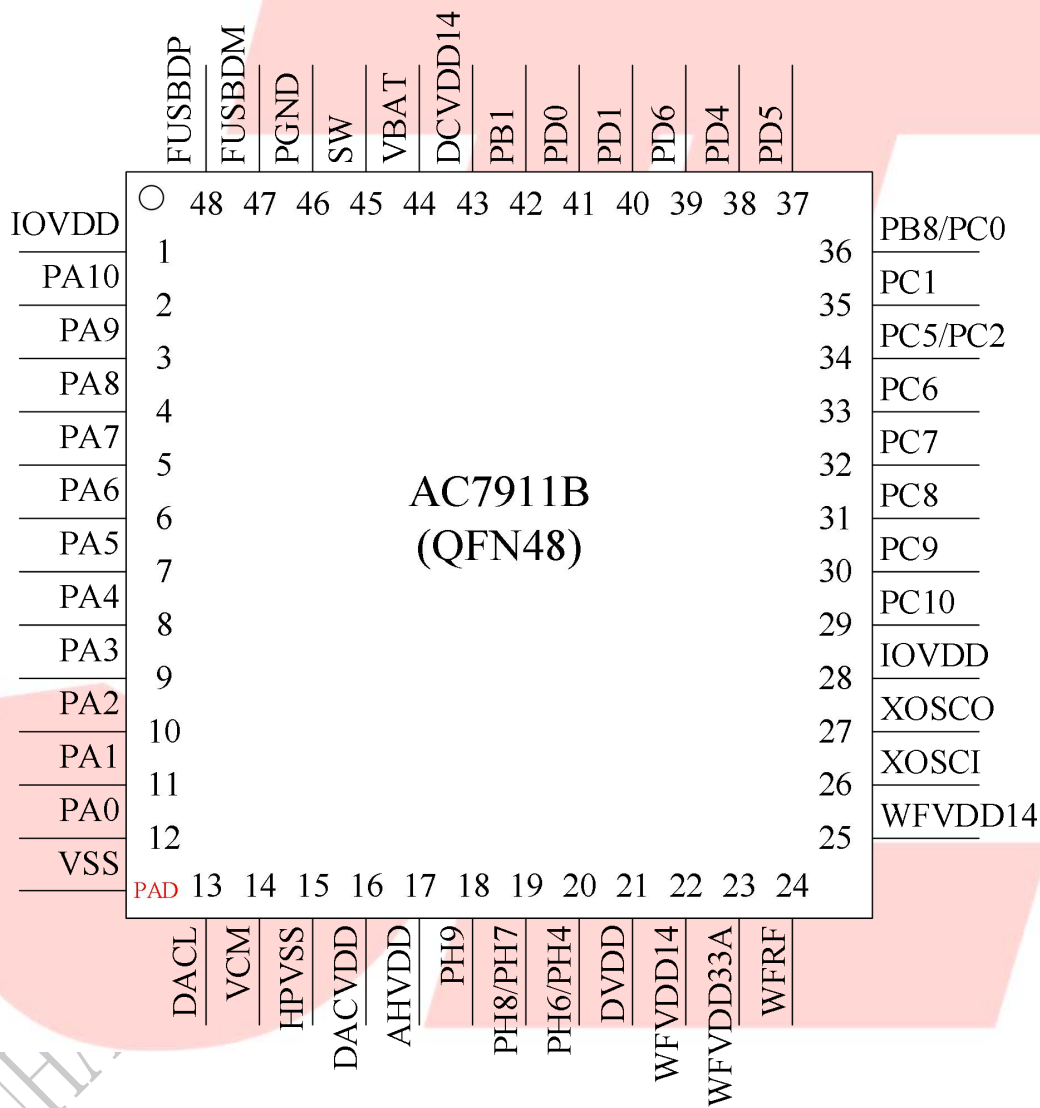 FUSBDP
FUSBDM
PGND
SW
VBAT
DCVDD14
PB1
PD0
PD1
PD6
PD4
PD5
48 47 46 45 44 43 42 41 40 39 38 37
IOVDD 1
PA10 2
PA9 3
PA8 4
PA7 5
PA6 6
PA5 7
PA4 8
PA3 9
PA2 10
PA1 11
PA0 12
VSS PAD
AC7911B
(QFN48)
36 PB8/PC0
35 PC1
34 PC5/PC2
33 PC6
32 PC7
31 PC8
30 PC9
29 PC10
28 IOVDD
27 XOSCO
26 XOSCI
25 WFVDD14
13 14 15 16 17 18 19 20 21 22 23 24
DACL
VCM
HPVSS
DACVDD
AHVDD
PH9
PH8/PH7
PH6/PH4
DVDD
WFVDD14
WFVDD33A
WFRF